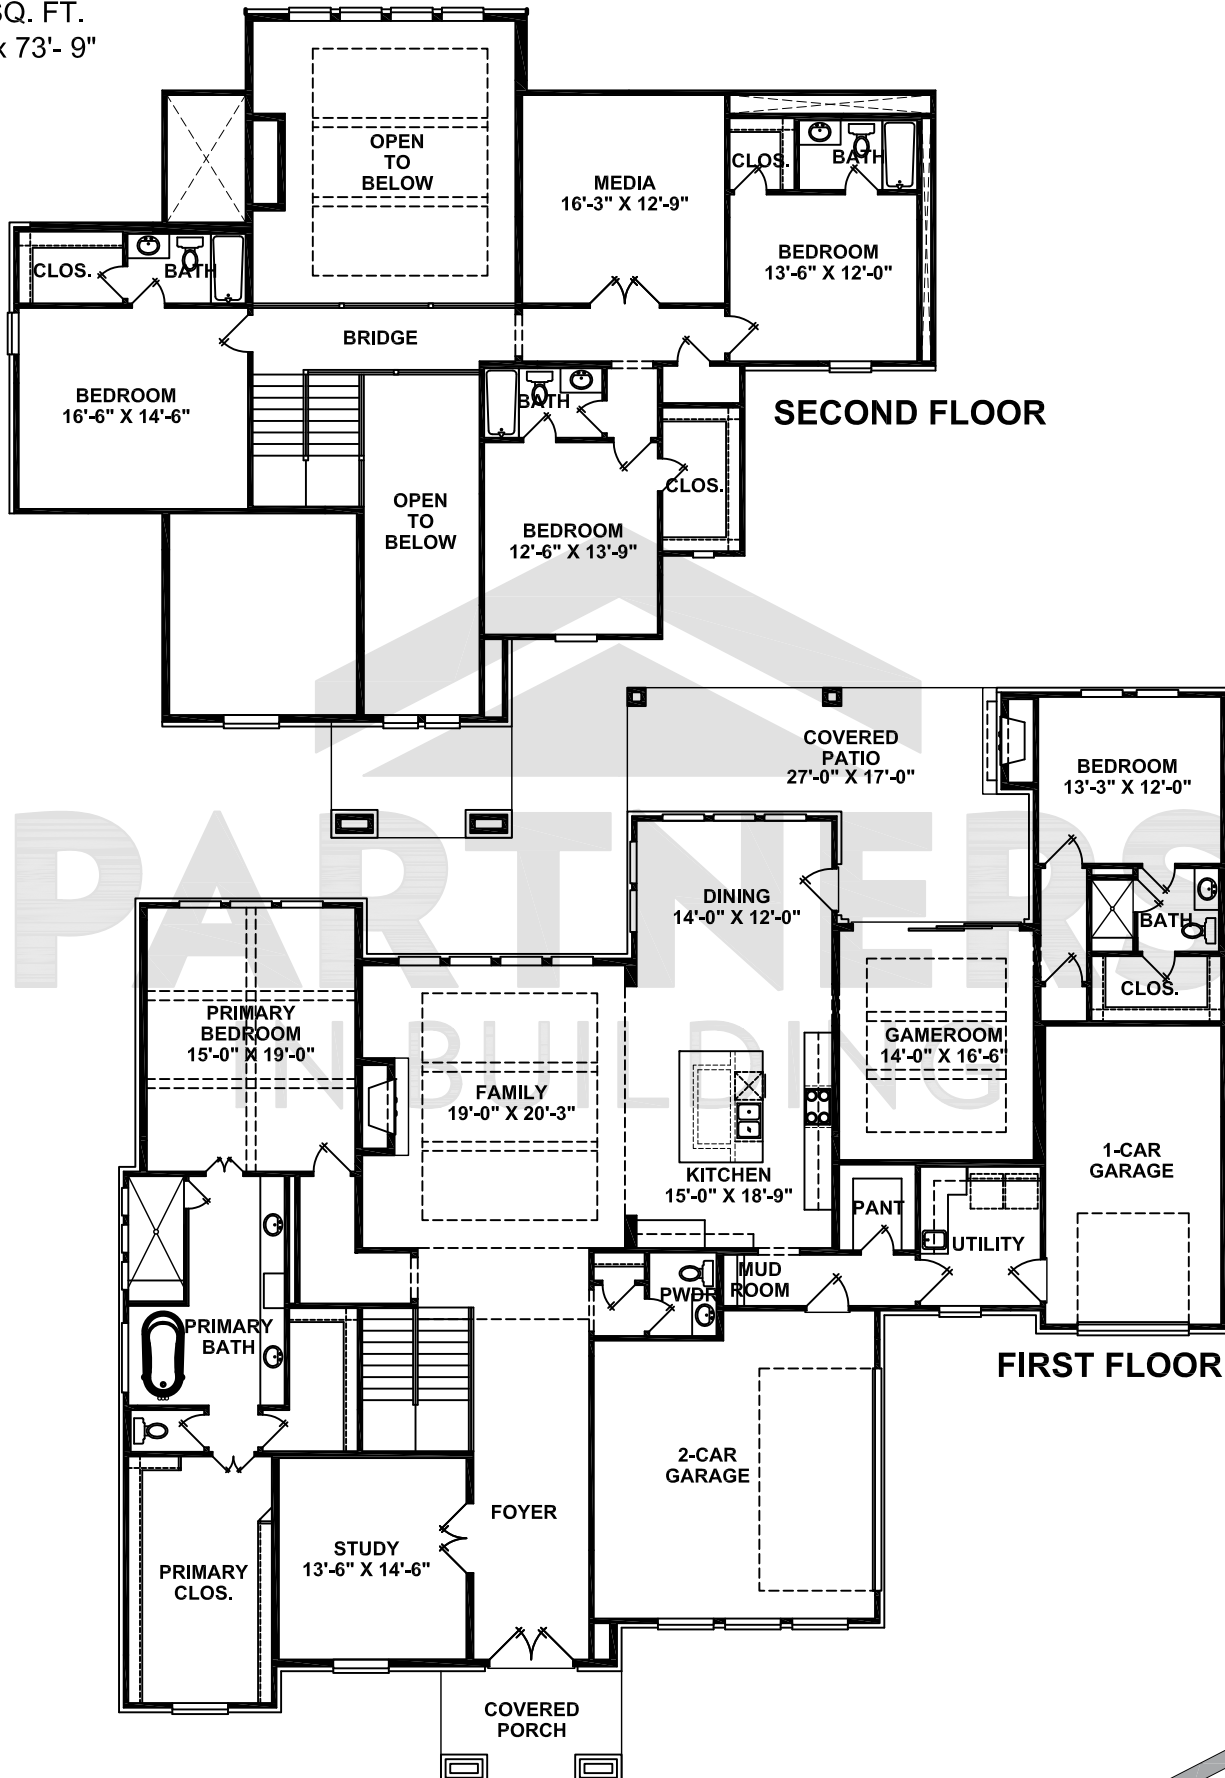 SQ. FT.
x 73'- 9"
OPEN
TO
BELOW
MEDIA
16'-3" X 12'-9"
CLOS.
BATH
BEDROOM
13'-6" X 12'-0"
CLOS.
BATH
BRIDGE
BEDROOM
16'-6" X 14'-6"
BATH
SECOND FLOOR
CLOS.
OPEN
TO
BELOW
BEDROOM
12'-6" X 13'-9"
COVERED
PATIO
27'-0" X 17'-0"
BEDROOM
13'-3" X 12'-0"
PARTNERS
IN BUILDING
DINING
14'-0" X 12'-0"
BATH
CLOS.
PRIMARY
BEDROOM
15'-0" X 19'-0"
GAMEROOM
14'-0" X 16'-6"
FAMILY
19'-0" X 20'-3"
1-CAR
GARAGE
KITCHEN
15'-0" X 18'-9"
PANT
UTILITY
MUD
ROOM
PWDR
PRIMARY
BATH
FIRST FLOOR
2-CAR
GARAGE
FOYER
STUDY
13'-6" X 14'-6"
PRIMARY
CLOS.
COVERED
PORCH